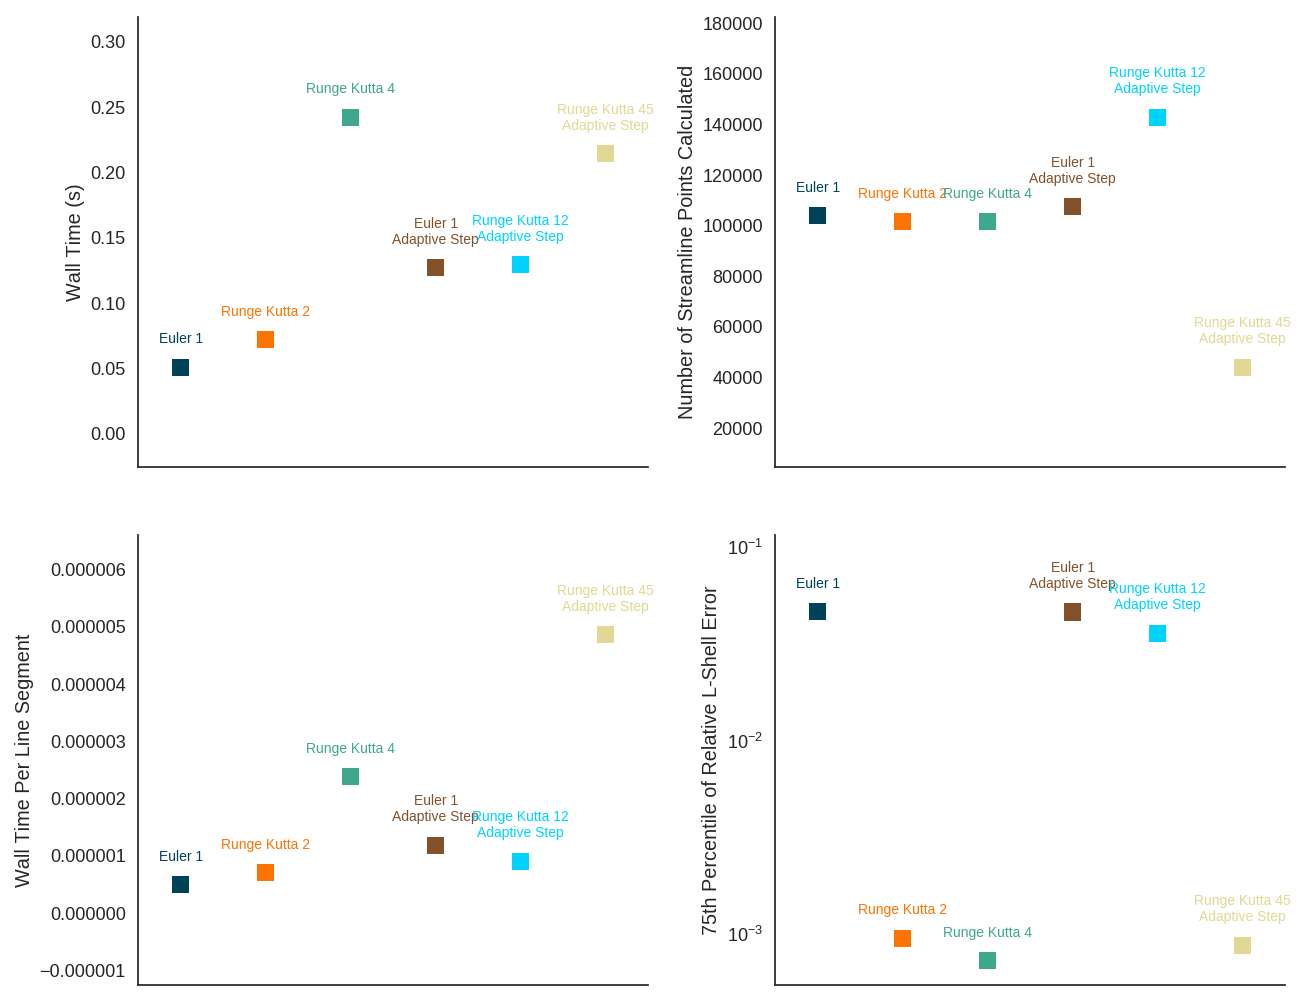 0.30
0.25
0.20
0.15
0.10
0.05
0.00
Wall Time (s)
Euler 1
Runge Kutta 2
Runge Kutta 4
Euler 1
Adaptive Step
Runge Kutta 12
Adaptive Step
Runge Kutta 45
Adaptive Step
180000
160000
140000
120000
100000
80000
60000
40000
20000
Number of Streamline Points Calculated
Euler 1
Runge Kutta 2
Runge Kutta 4
Euler 1
Adaptive Step
Runge Kutta 12
Adaptive Step
Runge Kutta 45
Adaptive Step
0.000006
0.000005
0.000004
0.000003
0.000002
0.000001
0.000000
−0.000001
Wall Time Per Line Segment
Euler 1
Runge Kutta 2
Runge Kutta 4
Euler 1
Adaptive Step
Runge Kutta 12
Adaptive Step
Runge Kutta 45
Adaptive Step
10⁻¹
10⁻²
10⁻³
75th Percentile of Relative L-Shell Error
Euler 1
Runge Kutta 2
Runge Kutta 4
Euler 1
Adaptive Step
Runge Kutta 12
Adaptive Step
Runge Kutta 45
Adaptive Step